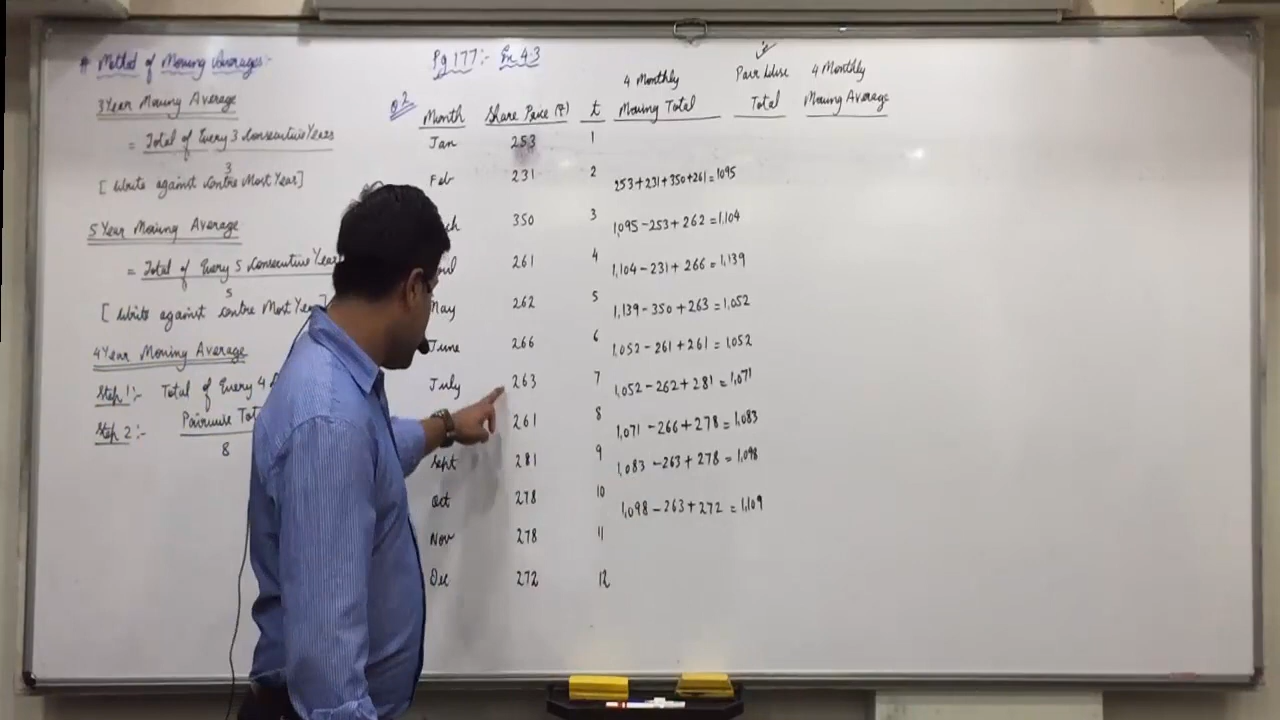 # Method of Moving Averages:-
3 Year Moving Average
= Total of Every 3 Consecutive Years
3
[ Write against Centre Most Year]
5 Year Moving Average
= Total of Every 5 Consecutive Year
5
[ Write against Centre Most Year]
4 Year Moving Average
Step 1:- Total of Every 4
Step 2:- Pairwise Tot
8
Pg 177:- Ex 4.3
Q2
Month Share Price (₹) t 4 Monthly Moving Total Pair Wise Total 4 Monthly Moving Average
Jan 253 1
Feb 231 2 253+231+350+261=1095
ch 350 3 1,095-253+262=1,104
261 4 1,104-231+266=1,139
May 262 5 1,139-350+263=1,052
June 266 6 1,052-261+261=1,052
July 263 7 1,052-262+281=1,071
261 8 1,071-266+278=1,083
Sept 281 9 1,083-263+278=1,098
Oct 278 10 1,098-263+272=1,109
Nov 278 11
Dec 272 12